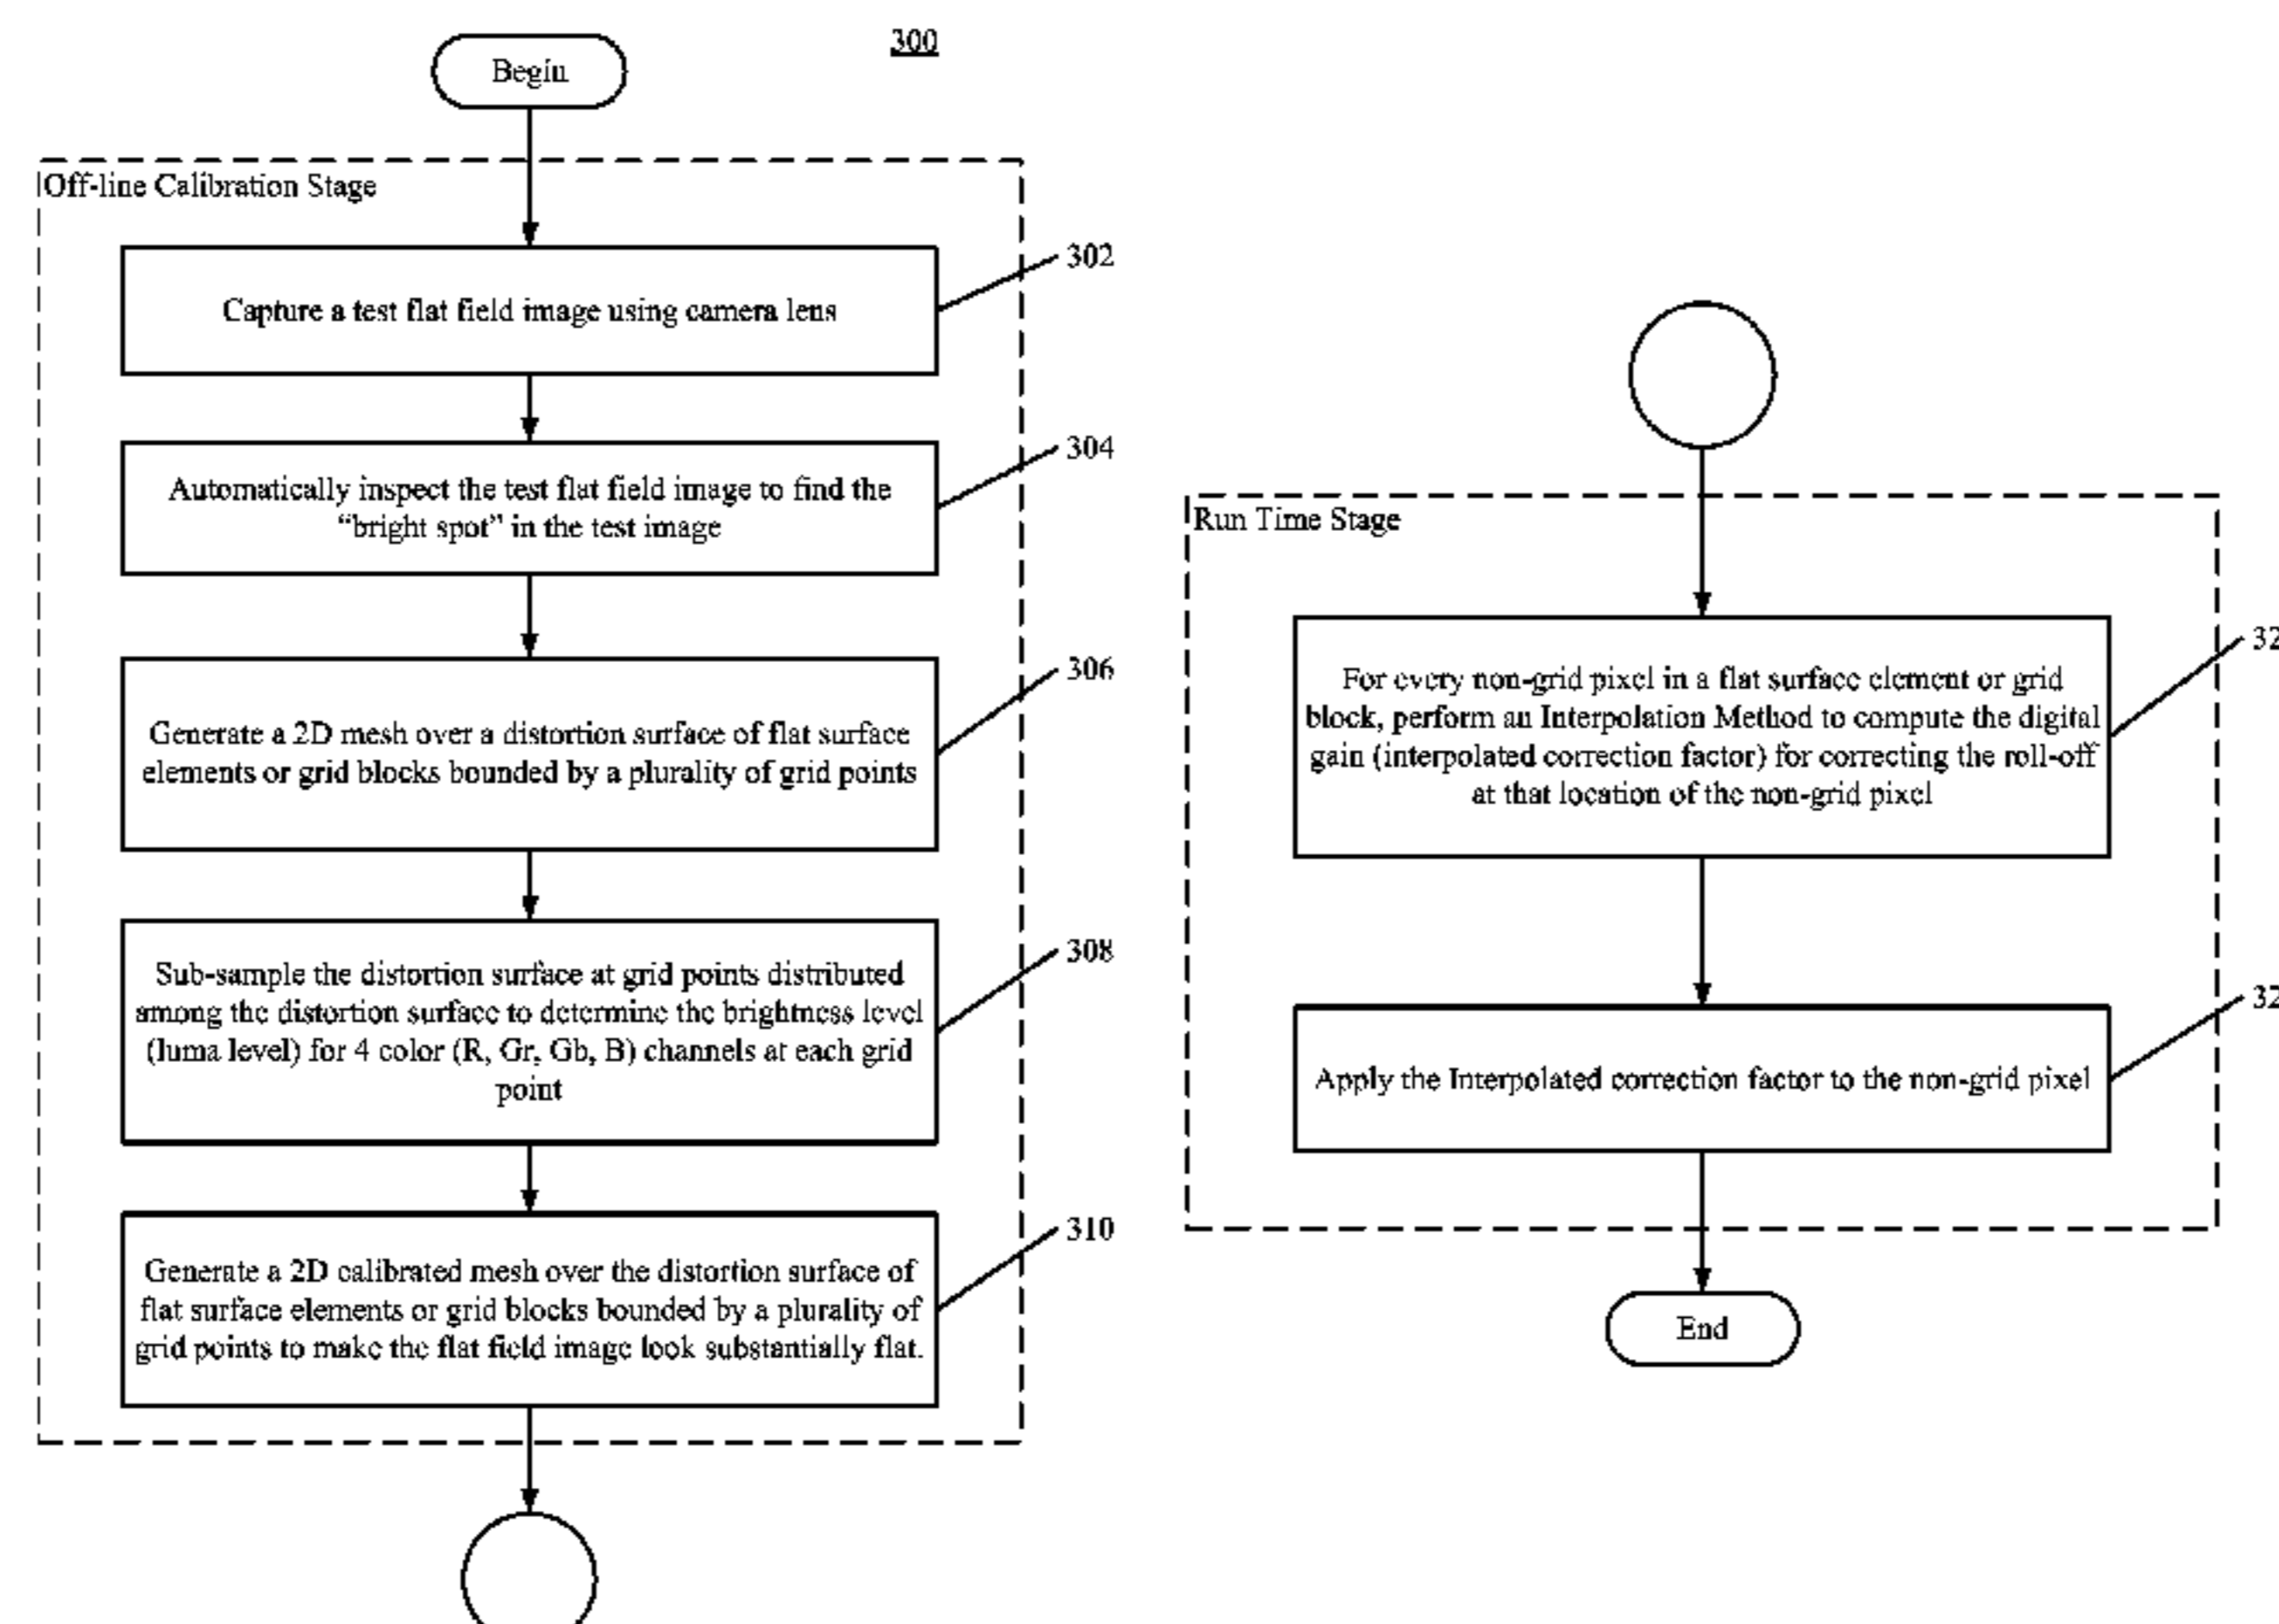 300
Begin
Off-line Calibration Stage
302
Capture a test flat field image using camera lens
304
Automatically inspect the test flat field image to find the
“bright spot” in the test image
306
Generate a 2D mesh over a distortion surface of flat surface
elements or grid blocks bounded by a plurality of grid points
308
Sub-sample the distortion surface at grid points distributed
among the distortion surface to determine the brightness level
(luma level) for 4 color (R, Gr, Gb, B) channels at each grid
point
310
Generate a 2D calibrated mesh over the distortion surface of
flat surface elements or grid blocks bounded by a plurality of
grid points to make the flat field image look substantially flat.
Run Time Stage
32
For every non-grid pixel in a flat surface element or grid
block, perform an Interpolation Method to compute the digital
gain (interpolated correction factor) for correcting the roll-off
at that location of the non-grid pixel
32
Apply the Interpolated correction factor to the non-grid pixel
End